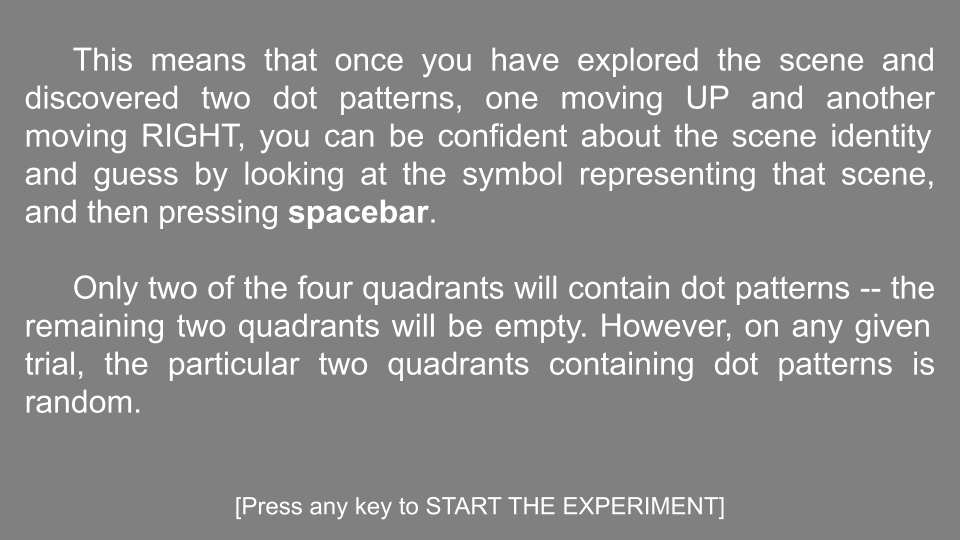 This means that once you have explored the scene and
discovered two dot patterns, one moving UP and another
moving RIGHT, you can be confident about the scene identity
and guess by looking at the symbol representing that scene,
and then pressing spacebar.
Only two of the four quadrants will contain dot patterns -- the
remaining two quadrants will be empty. However, on any given
trial, the particular two quadrants containing dot patterns is
random.
[Press any key to START THE EXPERIMENT]